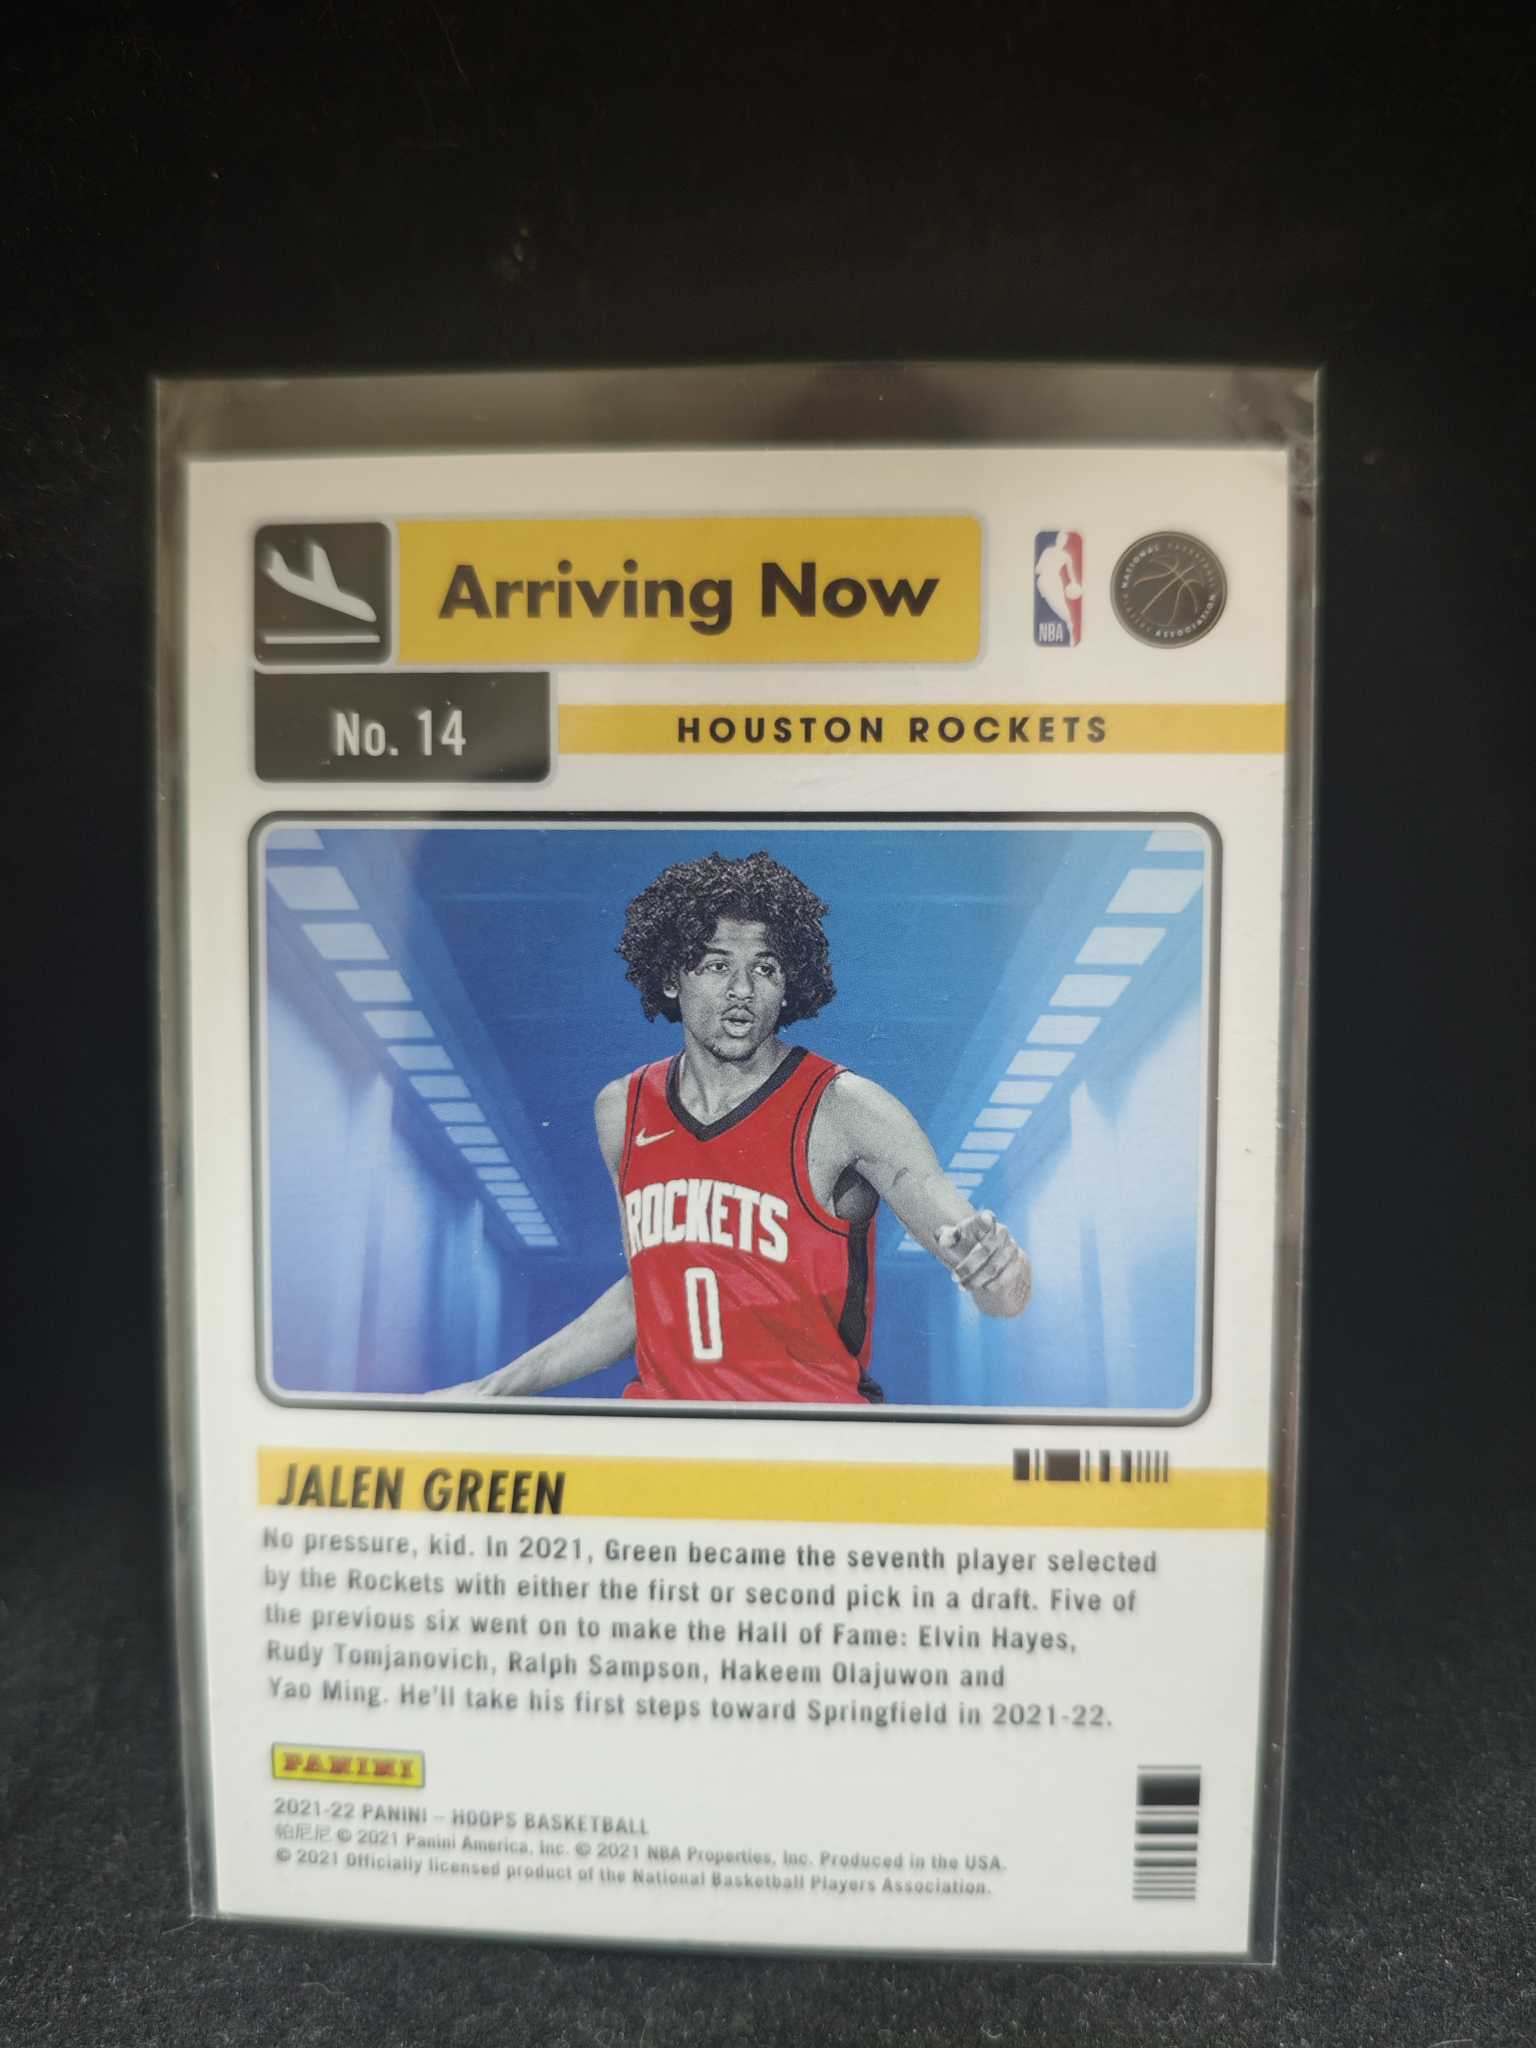 Arriving Now
NBA
NATIONAL BASKETBALL PLAYERS ASSOCIATION
No. 14
HOUSTON ROCKETS
ROCKETS
0
JALEN GREEN
No pressure, kid. In 2021, Green became the seventh player selected
by the Rockets with either the first or second pick in a draft. Five of
the previous six went on to make the Hall of Fame: Elvin Hayes,
Rudy Tomjanovich, Ralph Sampson, Hakeem Olajuwon and
Yao Ming. He'll take his first steps toward Springfield in 2021-22.
PANINI
2021-22 PANINI – HOOPS BASKETBALL
帕尼尼 © 2021 Panini America, Inc. © 2021 NBA Properties, Inc. Produced in the USA.
© 2021 Officially licensed product of the National Basketball Players Association.